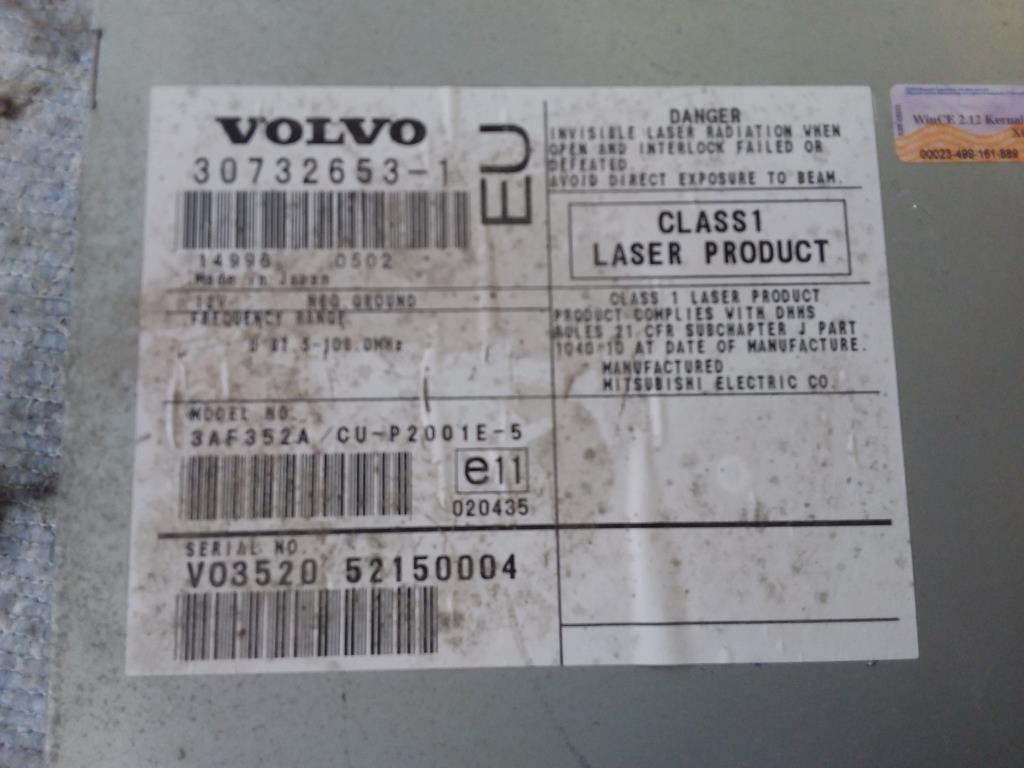 VOLVO
30732653-1
EU
14996 0502
Made in Japan
12V NEG.GROUND
FREQUENCY RANGE
MODEL NO.
3AF352A/CU-P2001E-5
e11
020435
SERIAL NO.
V03520 52150004
DANGER
INVISIBLE LASER RADIATION WHEN
OPEN AND INTERLOCK FAILED OR
DEFEATED.
AVOID DIRECT EXPOSURE TO BEAM.
CLASS1
LASER PRODUCT
CLASS 1 LASER PRODUCT
PRODUCT COMPLIES WITH DHHS
RULES 21 CFR SUBCHAPTER J PART
1040-10 AT DATE OF MANUFACTURE.
MANUFACTURED
MITSUBISHI ELECTRIC CO.
WinCE 2.12 Kernal
00023-499-161-889